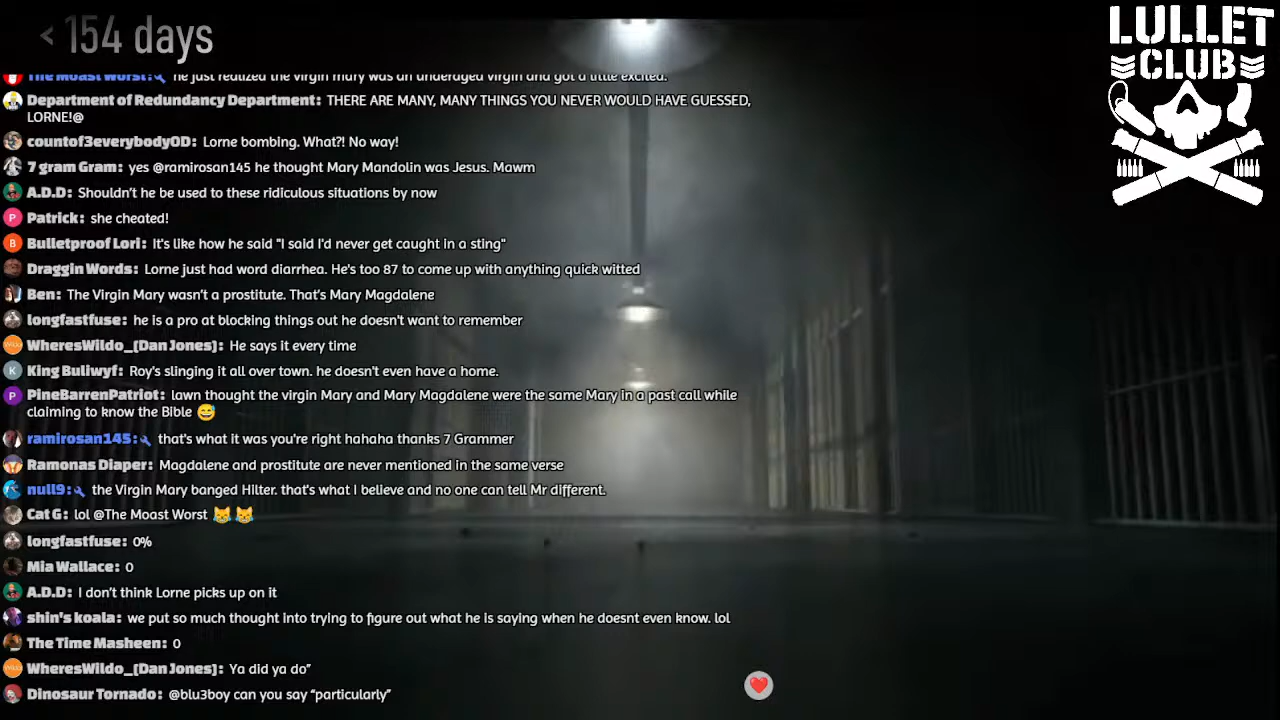 < 154 days
LULLET
CLUB
The Moast Worst: he just realized the virgin mary was an underaged virgin and got a little excited.
Department of Redundancy Department: THERE ARE MANY, MANY THINGS YOU NEVER WOULD HAVE GUESSED,
LORNE!@
countof3everybodyOD: Lorne bombing. What?! No way!
7 gram Gram: yes @ramirosan145 he thought Mary Mandolin was Jesus. Mawm
A.D.D: Shouldn't he be used to these ridiculous situations by now
P Patrick: she cheated!
B Bulletproof Lori: It's like how he said "I said I'd never get caught in a sting"
Draggin Words: Lorne just had word diarrhea. He's too 87 to come up with anything quick witted
Ben: The Virgin Mary wasn't a prostitute. That's Mary Magdalene
longfastfuse: he is a pro at blocking things out he doesn't want to remember
WheresWildo_(Dan Jones): He says it every time
K King Buliwyf: Roy's slinging it all over town. he doesn't even have a home.
P PineBarrenPatriot: lawn thought the virgin Mary and Mary Magdalene were the same Mary in a past call while
claiming to know the Bible 😅
ramirosan145: that's what it was you're right hahaha thanks 7 Grammer
Ramonas Diaper: Magdalene and prostitute are never mentioned in the same verse
null9: the Virgin Mary banged Hilter. that's what I believe and no one can tell Mr different.
Cat G: lol @The Moast Worst 😹 😹
longfastfuse: 0%
Mia Wallace: 0
A.D.D: I don't think Lorne picks up on it
shin's koala: we put so much thought into trying to figure out what he is saying when he doesnt even know. lol
The Time Masheen: 0
WheresWildo_(Dan Jones): Ya did ya do”
Dinosaur Tornado: @blu3boy can you say “particularly”